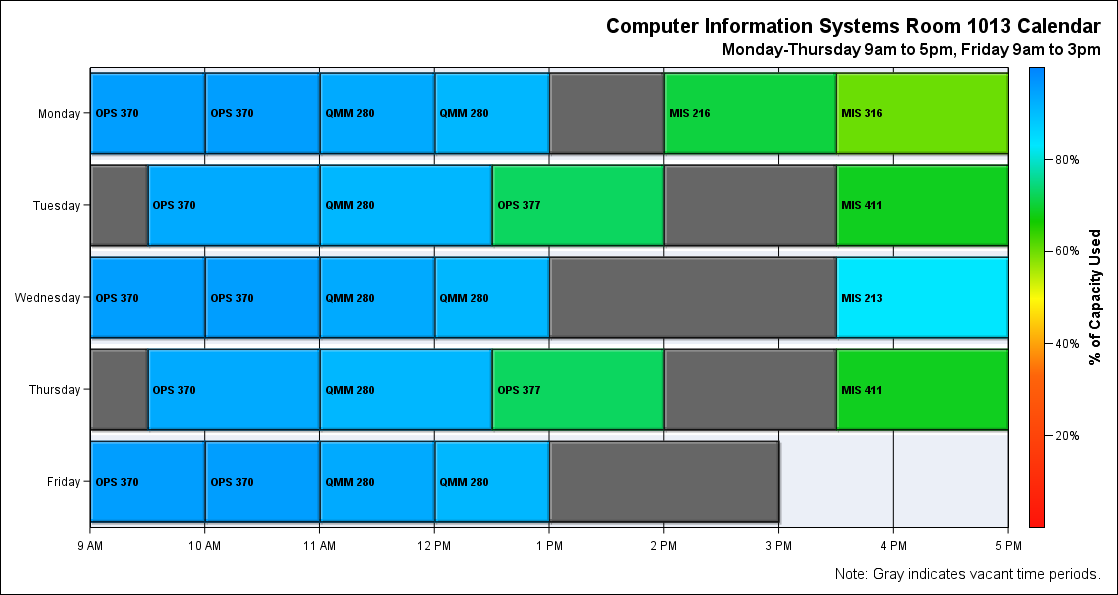 Computer Information Systems Room 1013 Calendar
Monday-Thursday 9am to 5pm, Friday 9am to 3pm
Monday OPS 370 OPS 370 QMM 280 QMM 280 MIS 216 MIS 316
80%
Tuesday OPS 370 QMM 280 OPS 377 MIS 411
60%
Wednesday OPS 370 OPS 370 QMM 280 QMM 280 MIS 213
% of Capacity Used
40%
Thursday OPS 370 QMM 280 OPS 377 MIS 411
20%
Friday OPS 370 OPS 370 QMM 280 QMM 280
9 AM 10 AM 11 AM 12 PM 1 PM 2 PM 3 PM 4 PM 5 PM
Note: Gray indicates vacant time periods.